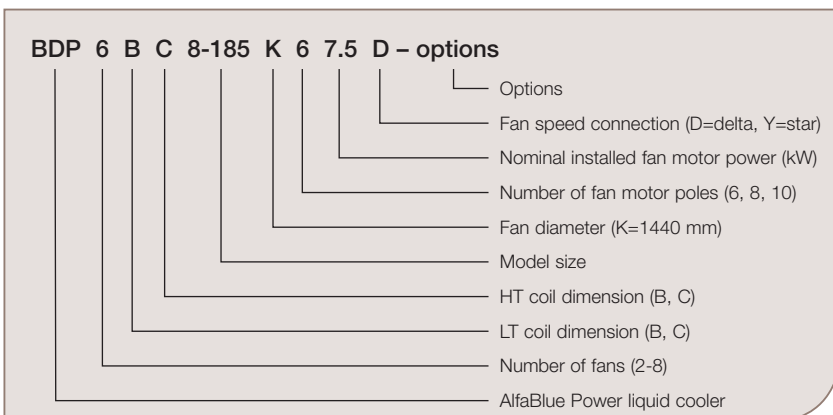 BDP 6 B C 8-185 K 6 7.5 D – options
Options
Fan speed connection (D=delta, Y=star)
Nominal installed fan motor power (kW)
Number of fan motor poles (6, 8, 10)
Fan diameter (K=1440 mm)
Model size
HT coil dimension (B, C)
LT coil dimension (B, C)
Number of fans (2-8)
AlfaBlue Power liquid cooler